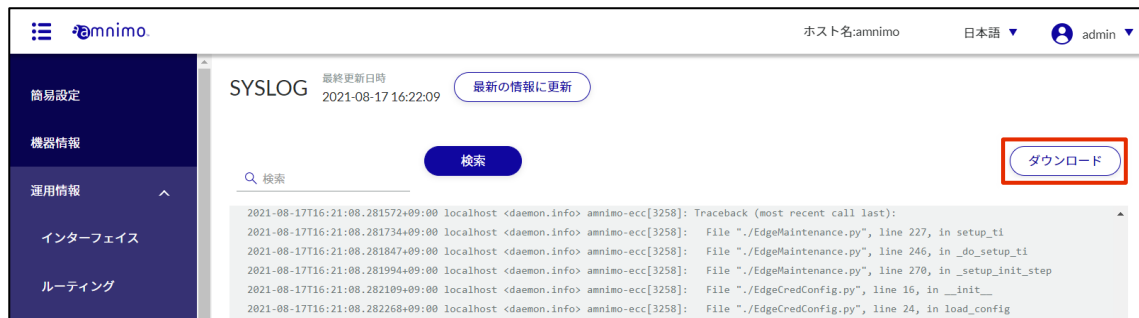 amnimo.
ホスト名:amnimo
日本語 ▼
admin ▼
簡易設定
機器情報
運用情報
インターフェイス
ルーティング
SYSLOG
最終更新日時
2021-08-17 16:22:09
最新の情報に更新
検索
検索
ダウンロード
2021-08-17T16:21:08.281572+09:00 localhost <daemon.info> amnimo-ecc[3258]: Traceback (most recent call last):
2021-08-17T16:21:08.281734+09:00 localhost <daemon.info> amnimo-ecc[3258]:   File "./EdgeMaintenance.py", line 227, in setup_ti
2021-08-17T16:21:08.281847+09:00 localhost <daemon.info> amnimo-ecc[3258]:   File "./EdgeMaintenance.py", line 246, in _do_setup_ti
2021-08-17T16:21:08.281994+09:00 localhost <daemon.info> amnimo-ecc[3258]:   File "./EdgeMaintenance.py", line 270, in _setup_init_step
2021-08-17T16:21:08.282109+09:00 localhost <daemon.info> amnimo-ecc[3258]:   File "./EdgeCredConfig.py", line 16, in __init__
2021-08-17T16:21:08.282268+09:00 localhost <daemon.info> amnimo-ecc[3258]:   File "./EdgeCredConfig.py", line 24, in load_config